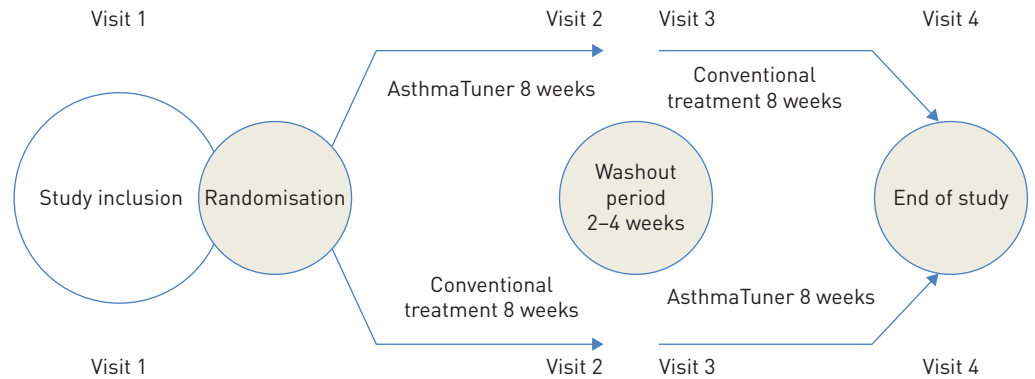 Visit 1
Visit 2
Visit 3
Visit 4
AsthmaTuner 8 weeks
Conventional
treatment 8 weeks
Study inclusion
Randomisation
Washout
period
2–4 weeks
End of study
Conventional
treatment 8 weeks
AsthmaTuner 8 weeks
Visit 1
Visit 2
Visit 3
Visit 4